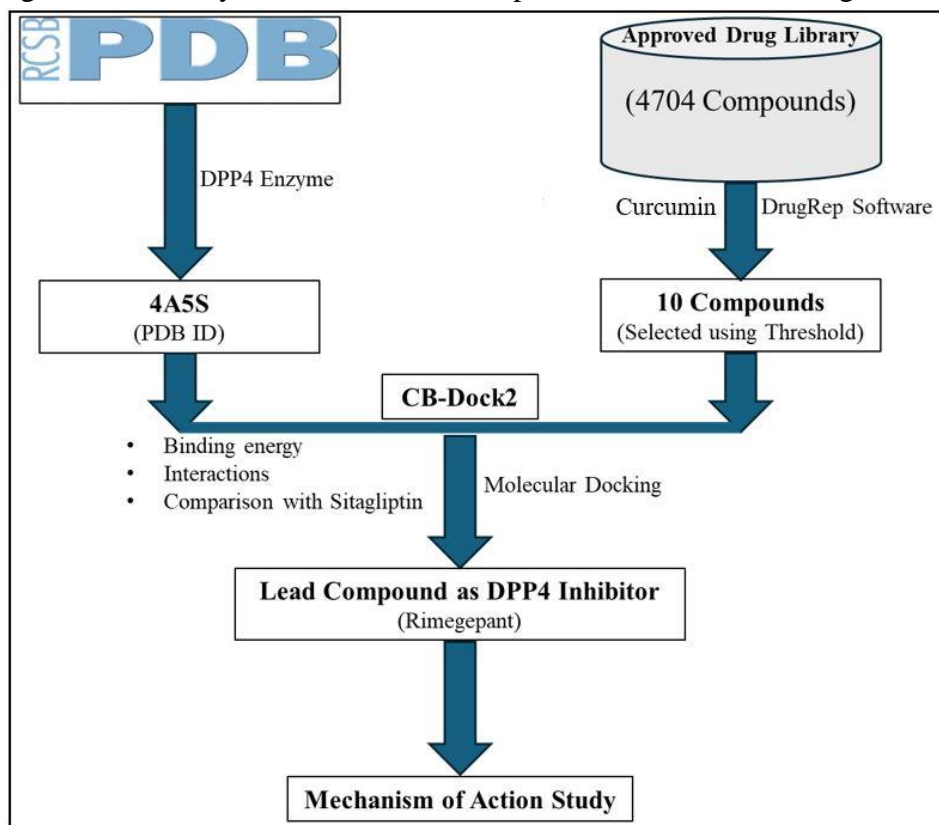 RCSB
PDB
Approved Drug Library
(4704 Compounds)
DPP4 Enzyme
Curcumin
DrugRep Software
4A5S
(PDB ID)
10 Compounds
(Selected using Threshold)
CB-Dock2
• Binding energy
• Interactions
• Comparison with Sitagliptin
Molecular Docking
Lead Compound as DPP4 Inhibitor
(Rimegepant)
Mechanism of Action Study